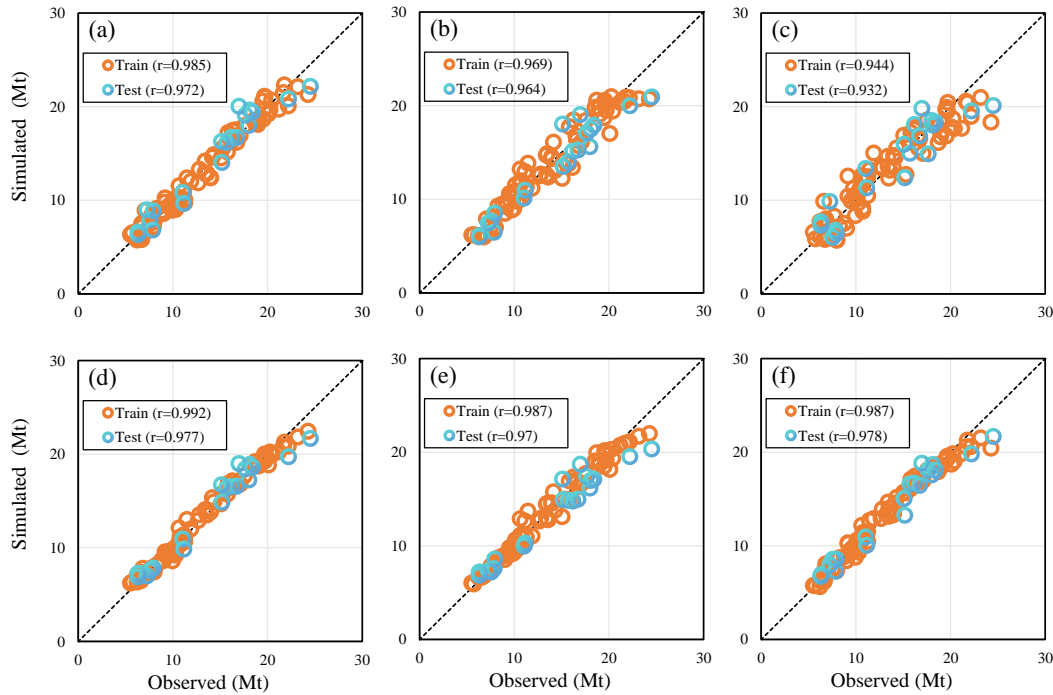 (a)
Train (r=0.985)
Test (r=0.972)
30
20
10
0
0
10
20
30
Simulated (Mt)
(b)
Train (r=0.969)
Test (r=0.964)
30
20
10
0
0
10
20
30
(c)
Train (r=0.944)
Test (r=0.932)
30
20
10
0
0
10
20
30
(d)
Train (r=0.992)
Test (r=0.977)
30
20
10
0
0
10
20
30
Simulated (Mt)
Observed (Mt)
(e)
Train (r=0.987)
Test (r=0.97)
30
20
10
0
0
10
20
30
Observed (Mt)
(f)
Train (r=0.987)
Test (r=0.978)
30
20
10
0
0
10
20
30
Observed (Mt)